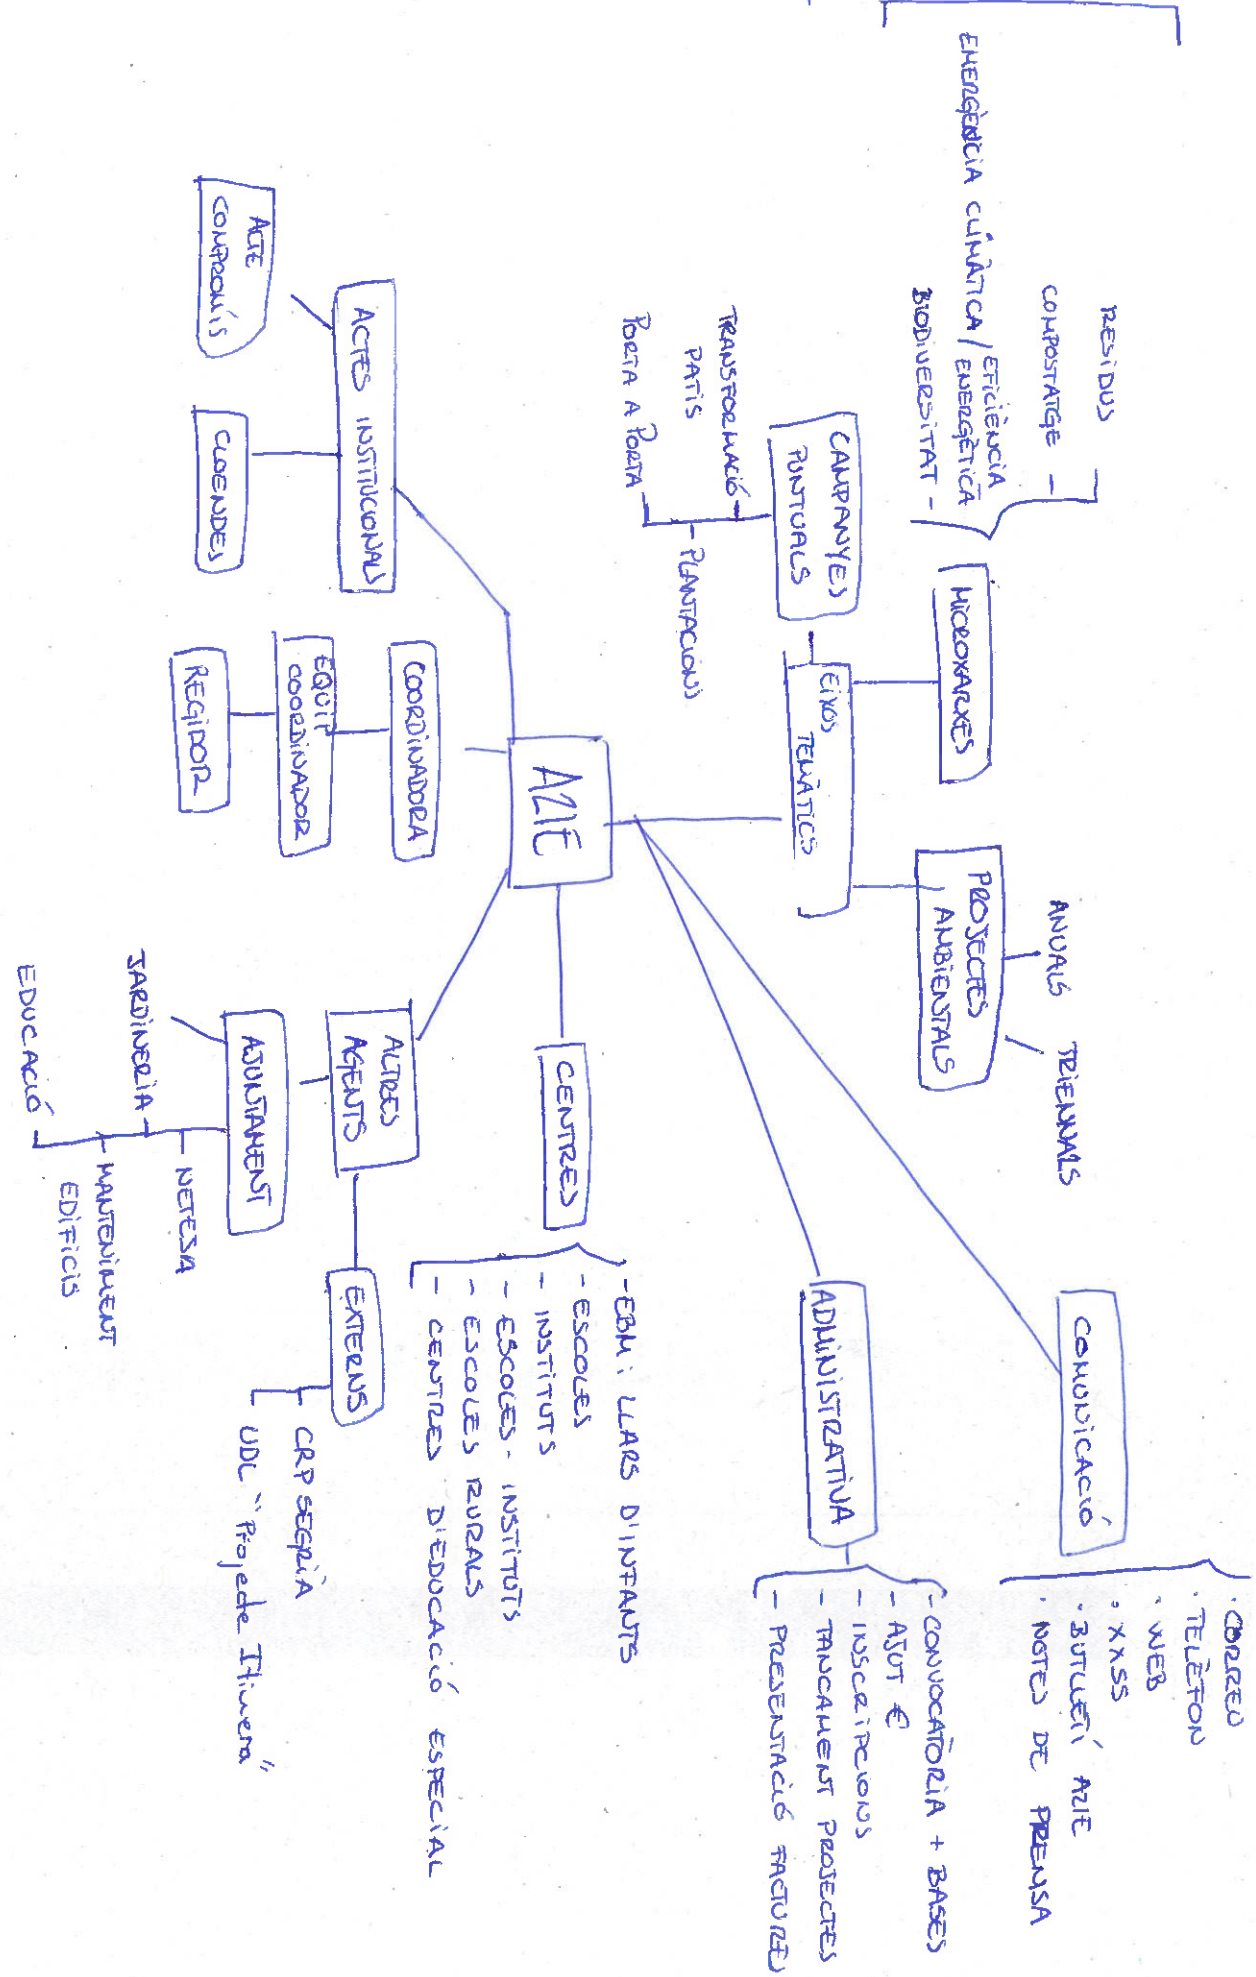 · CORREU
· TELÈFON
· WEB
· XXSS
· BUTLLETÍ A21E
· NOTES DE PREMSA
COMUNICACIÓ
RESIDUS
COMPOSTATGE -
EMERGÈNCIA CLIMÀTICA / EFICIÈNCIA
ENERGÈTICA
BIODIVERSITAT -
MICROXARXES
ANUALS
TRIENNALS
PROJECTES
AMBIENTALS
CAMPANYES
PUNTUALS
TRANSFORMACIÓ
PATIS
- PLANTACIONS
PORTA A PORTA
EIXOS
TEMÀTICS
ADMINISTRATIVA
- CONVOCATÒRIA + BASES
- AJUT €
- INSCRIPCIONS
- TANCAMENT PROJECTES
- PRESENTACIÓ FACTURES
A21E
CENTRES
- EBM i LLARS D'INFANTS
- ESCOLES
- INSTITUTS
- ESCOLES - INSTITUTS
- ESCOLES RURALS
- CENTRES D'EDUCACIÓ ESPECIAL
ACTES INSTITUCIONALS
ACTE
COMPROMÍS
CLOENDES
COORDINADORA
EQUIP
COORDINADOR
REGIDOR
ALTRES
AGENTS
EXTERNS
CRP SEGRIÀ
UDL "Projecte Itinera"
AJUNTAMENT
- NETEJA
JARDINERIA
- MANTENIMENT
EDIFICIS
EDUCACIÓ